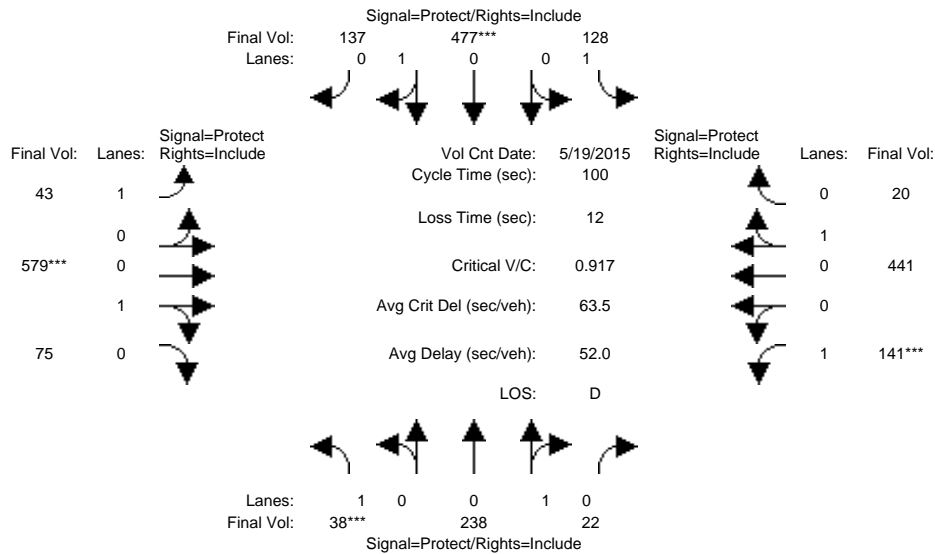 Signal=Protect/Rights=Include
Final Vol: 137 477*** 128
Lanes: 0 1 0 0 1
Signal=Protect Signal=Protect
Final Vol: Lanes: Rights=Include Vol Cnt Date: 5/19/2015 Rights=Include Lanes: Final Vol:
Cycle Time (sec): 100
43 1 0 20
Loss Time (sec): 12
0 1
579*** 0 Critical V/C: 0.917 0 441
1 Avg Crit Del (sec/veh): 63.5 0
75 0 Avg Delay (sec/veh): 52.0 1 141***
LOS: D
Lanes: 1 0 0 1 0
Final Vol: 38*** 238 22
Signal=Protect/Rights=Include